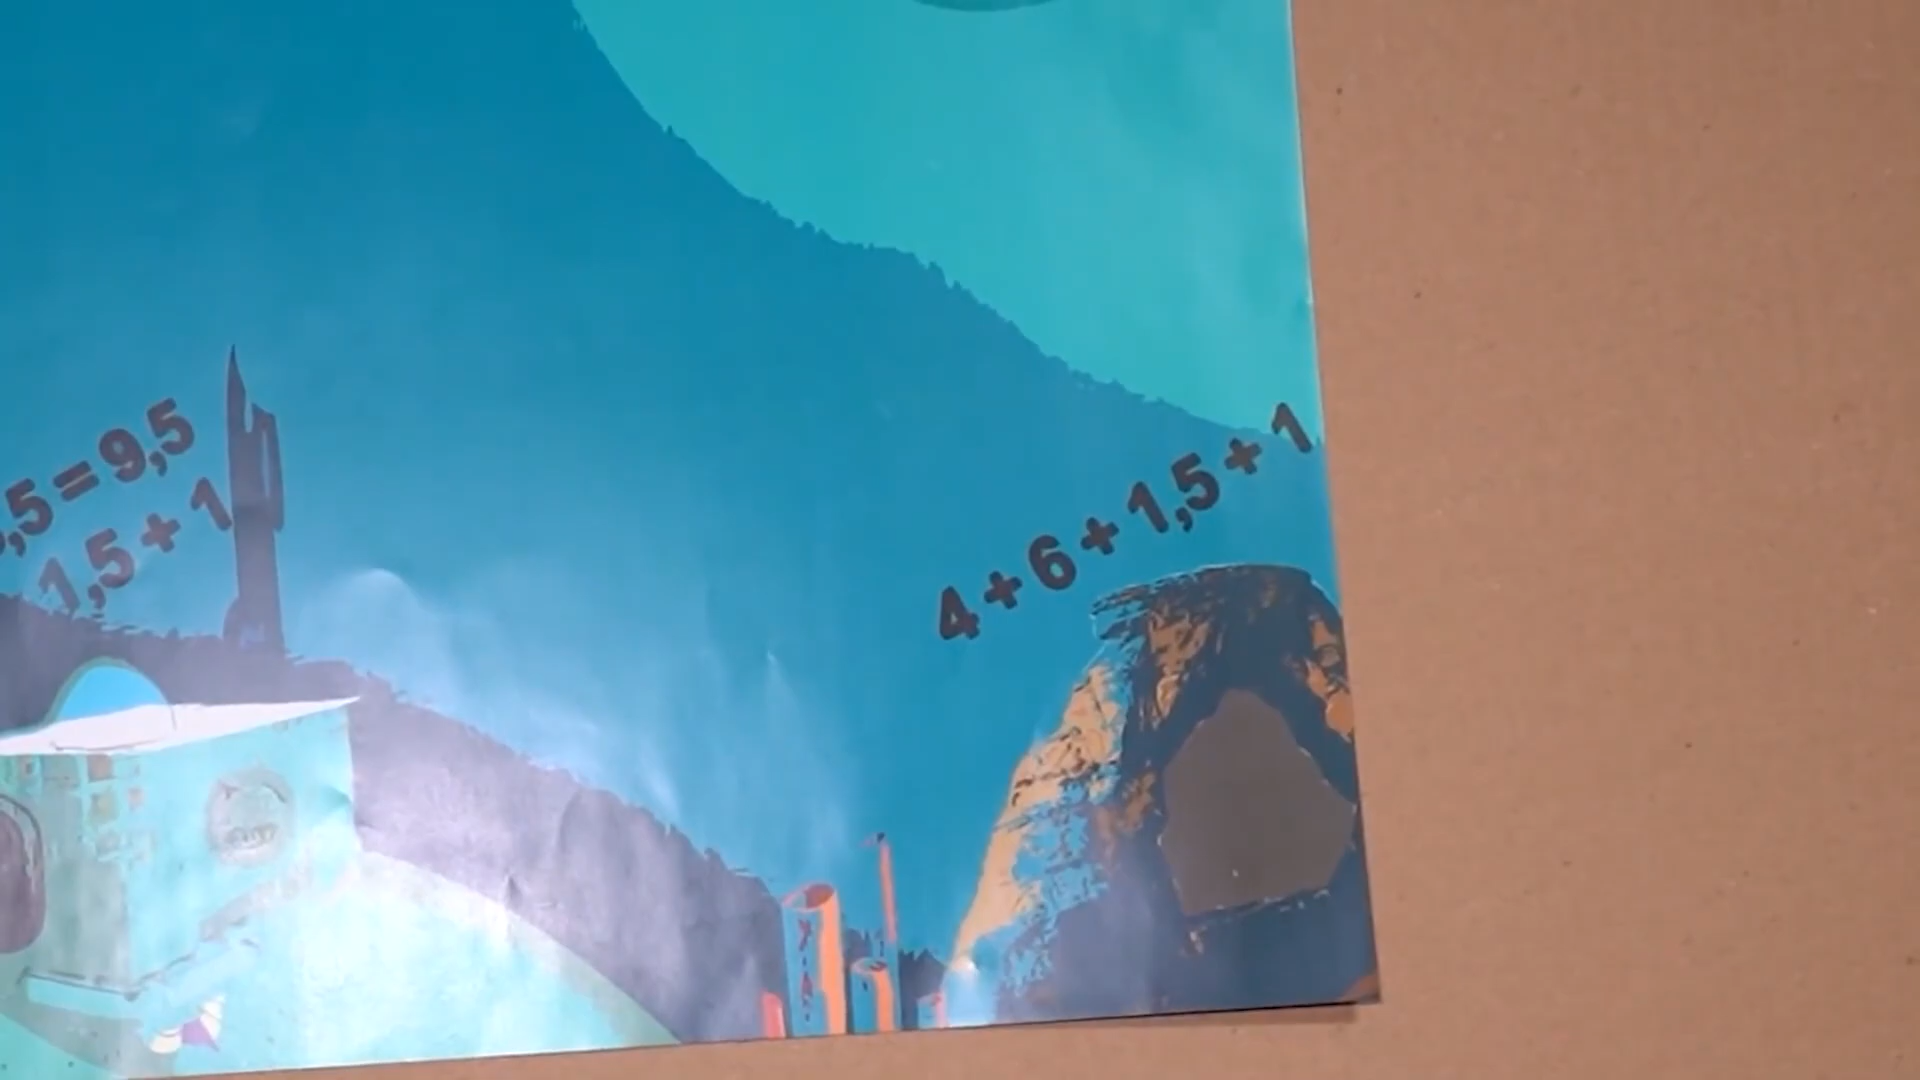 ,5 = 9,5
1,5 + 1
4 + 6 + 1,5 + 1